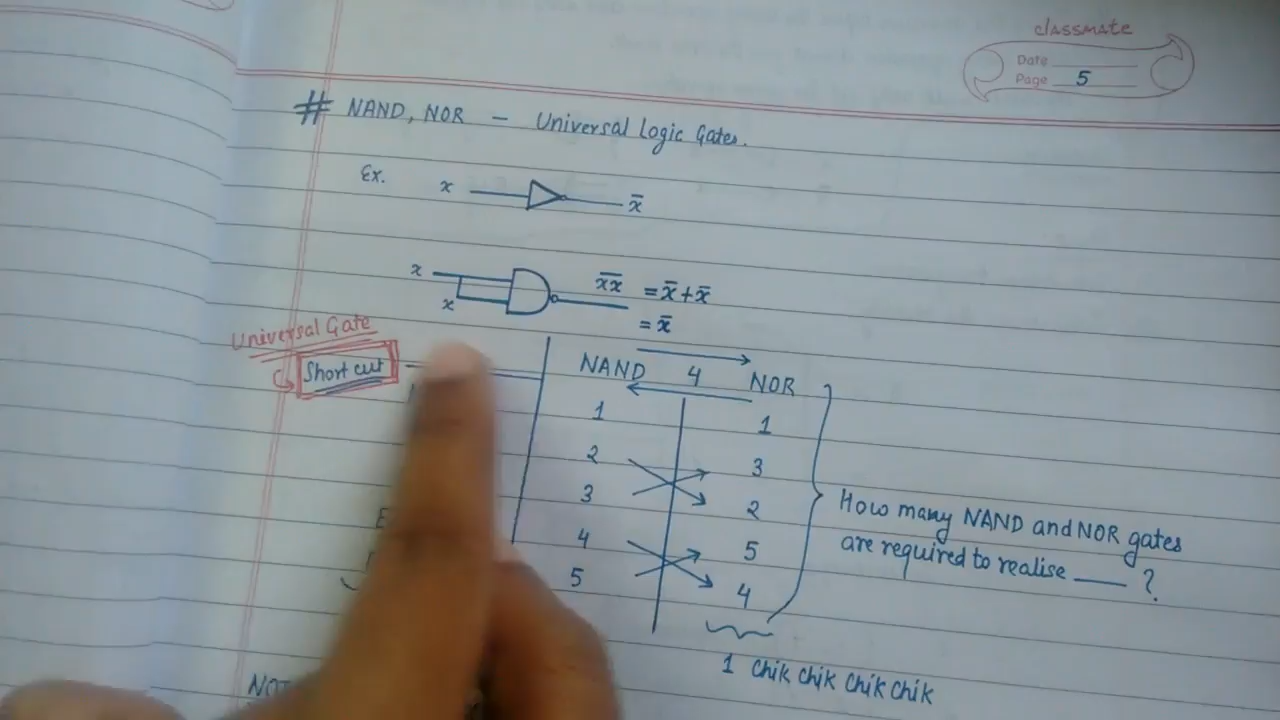 classmate
Date
Page 5
# NAND, NOR - Universal Logic Gates.
Ex. x x̅
x x̅x̅ = x̅+x̅
x = x̅
Universal Gate
Short cut
NAND 4 NOR
1 1
2 3
3 2
4 5
5 4
How many NAND and NOR gates
are required to realise ____ ?
1 chik chik chik chik
NOT